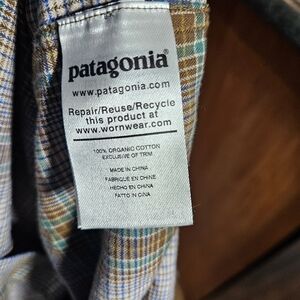 patagonia®
www.patagonia.com
Repair/Reuse/Recycle
this product at
www.wornwear.com
100% ORGANIC COTTON
EXCLUSIVE OF TRIM
MADE IN CHINA
FABRIQUÉ EN CHINE
HECHO EN CHINA
FATTO IN CINA